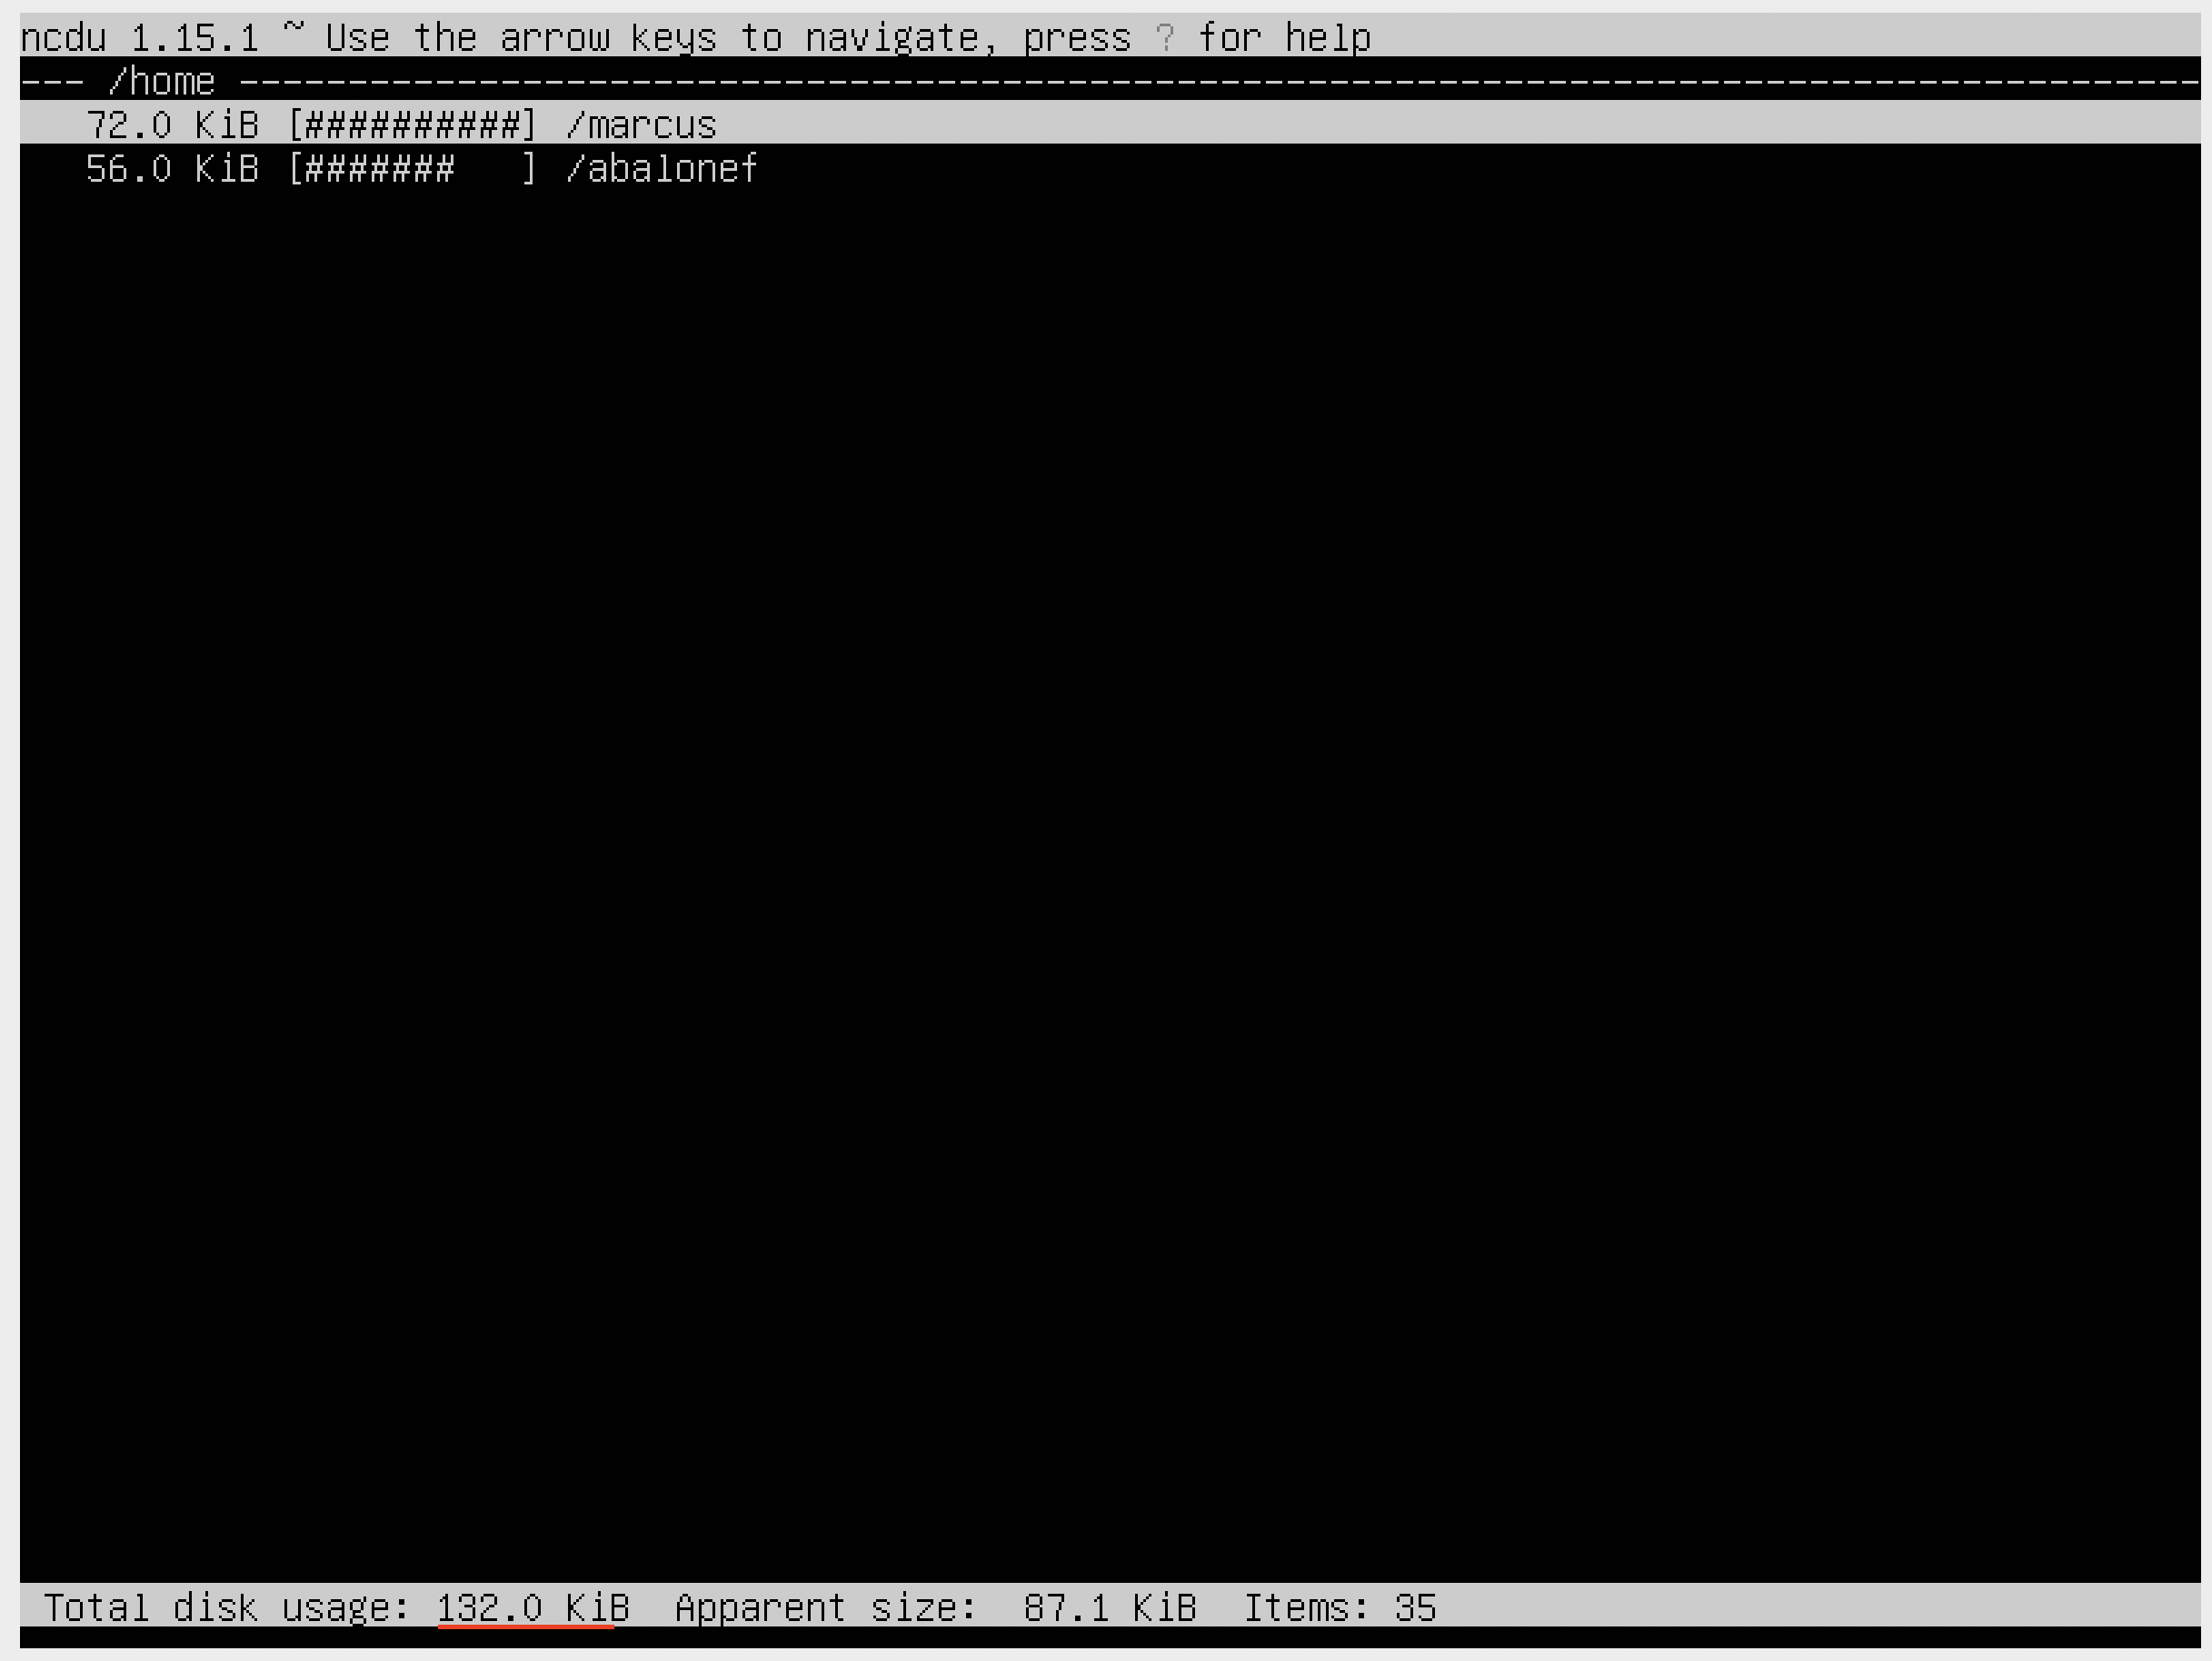 ncdu 1.15.1 ~ Use the arrow keys to navigate, press ? for help
--- /home ------------------------------------------------------------------------------------------
72.0 KiB [##########] /marcus
56.0 KiB [#######   ] /abalonef
Total disk usage: 132.0 KiB  Apparent size:  87.1 KiB  Items: 35